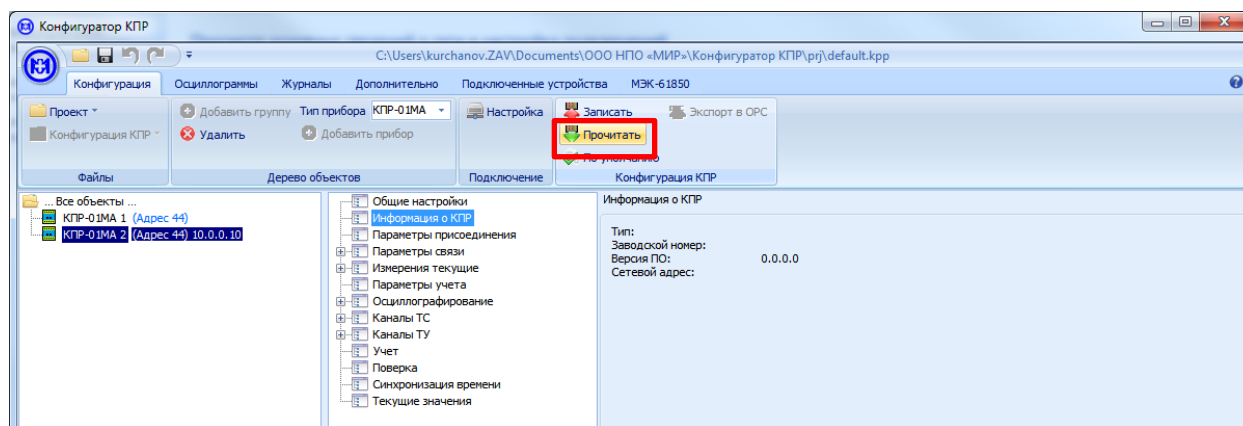 Конфигуратор КПР
C:\Users\kurchanov.ZAV\Documents\ООО НПО «МИР»\Конфигуратор КПР\prj\default.kpp
Конфигурация Осциллограммы Журналы Дополнительно Подключенные устройства МЭК-61850
Проект Добавить группу Тип прибора КПР-01МА Настройка Записать Экспорт в OPC
Конфигурация КПР Удалить Добавить прибор Прочитать
По умолчанию
Файлы Дерево объектов Подключение Конфигурация КПР
... Все объекты ...
КПР-01МА 1 (Адрес 44)
КПР-01МА 2 (Адрес 44) 10.0.0.10
Общие настройки
Информация о КПР
Параметры присоединения
Параметры связи
Измерения текущие
Параметры учета
Осциллографирование
Каналы ТС
Каналы ТУ
Учет
Поверка
Синхронизация времени
Текущие значения
Информация о КПР
Тип:
Заводской номер:
Версия ПО: 0.0.0.0
Сетевой адрес: